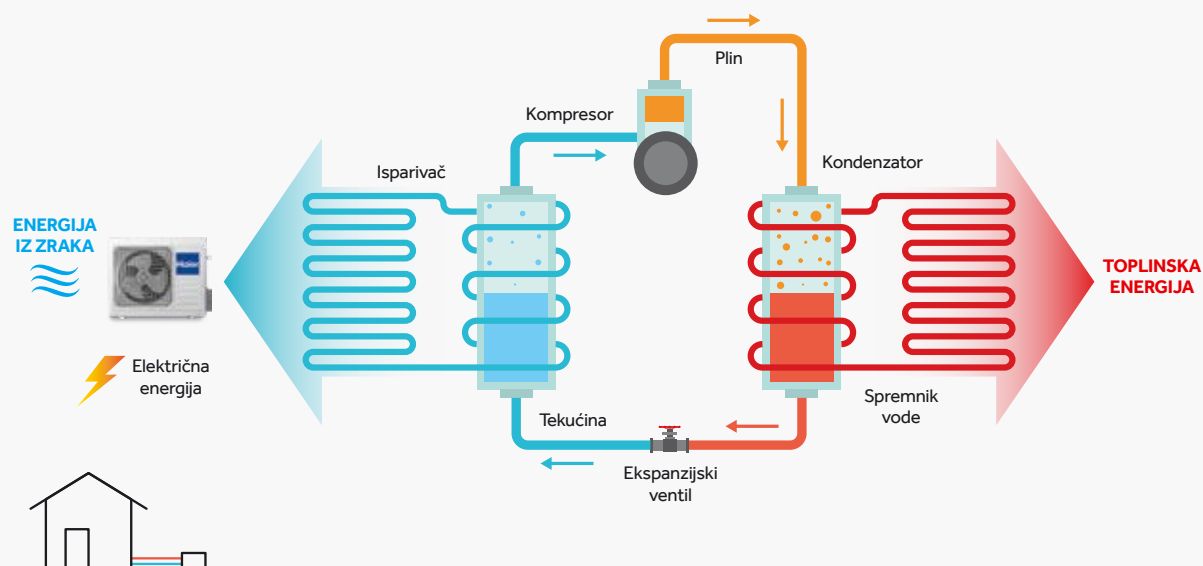 Plin
Kompresor
Isparivač
Kondenzator
ENERGIJA
IZ ZRAKA
TOPLINSKA
ENERGIJA
Električna
energija
Spremnik
vode
Tekućina
Ekspanzijski
ventil